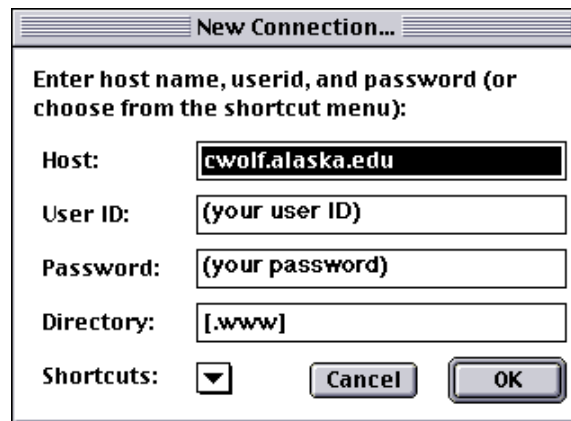 New Connection...
Enter host name, userid, and password (or
choose from the shortcut menu):
Host: cwolf.alaska.edu
User ID: (your user ID)
Password: (your password)
Directory: [.www]
Shortcuts: Cancel OK